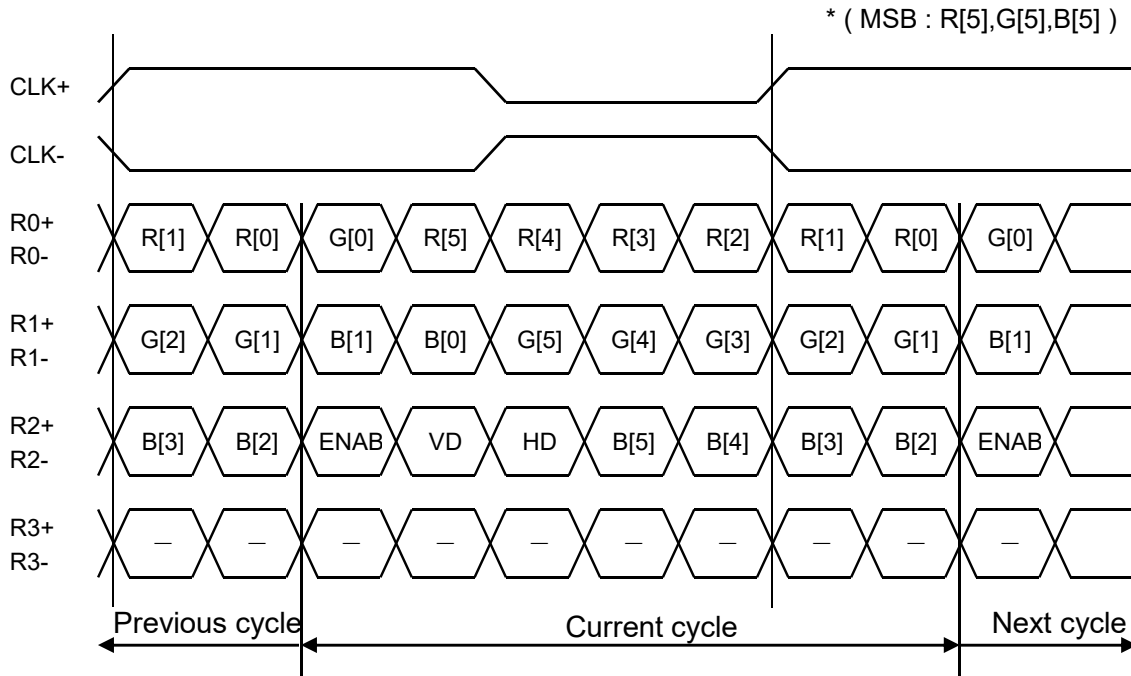 * ( MSB : R[5],G[5],B[5] )
CLK+
CLK-
R0+
R0-
R[1] R[0] G[0] R[5] R[4] R[3] R[2] R[1] R[0] G[0]
R1+
R1-
G[2] G[1] B[1] B[0] G[5] G[4] G[3] G[2] G[1] B[1]
R2+
R2-
B[3] B[2] ENAB VD HD B[5] B[4] B[3] B[2] ENAB
R3+
R3-
— — — — — — — — — —
Previous cycle Current cycle Next cycle